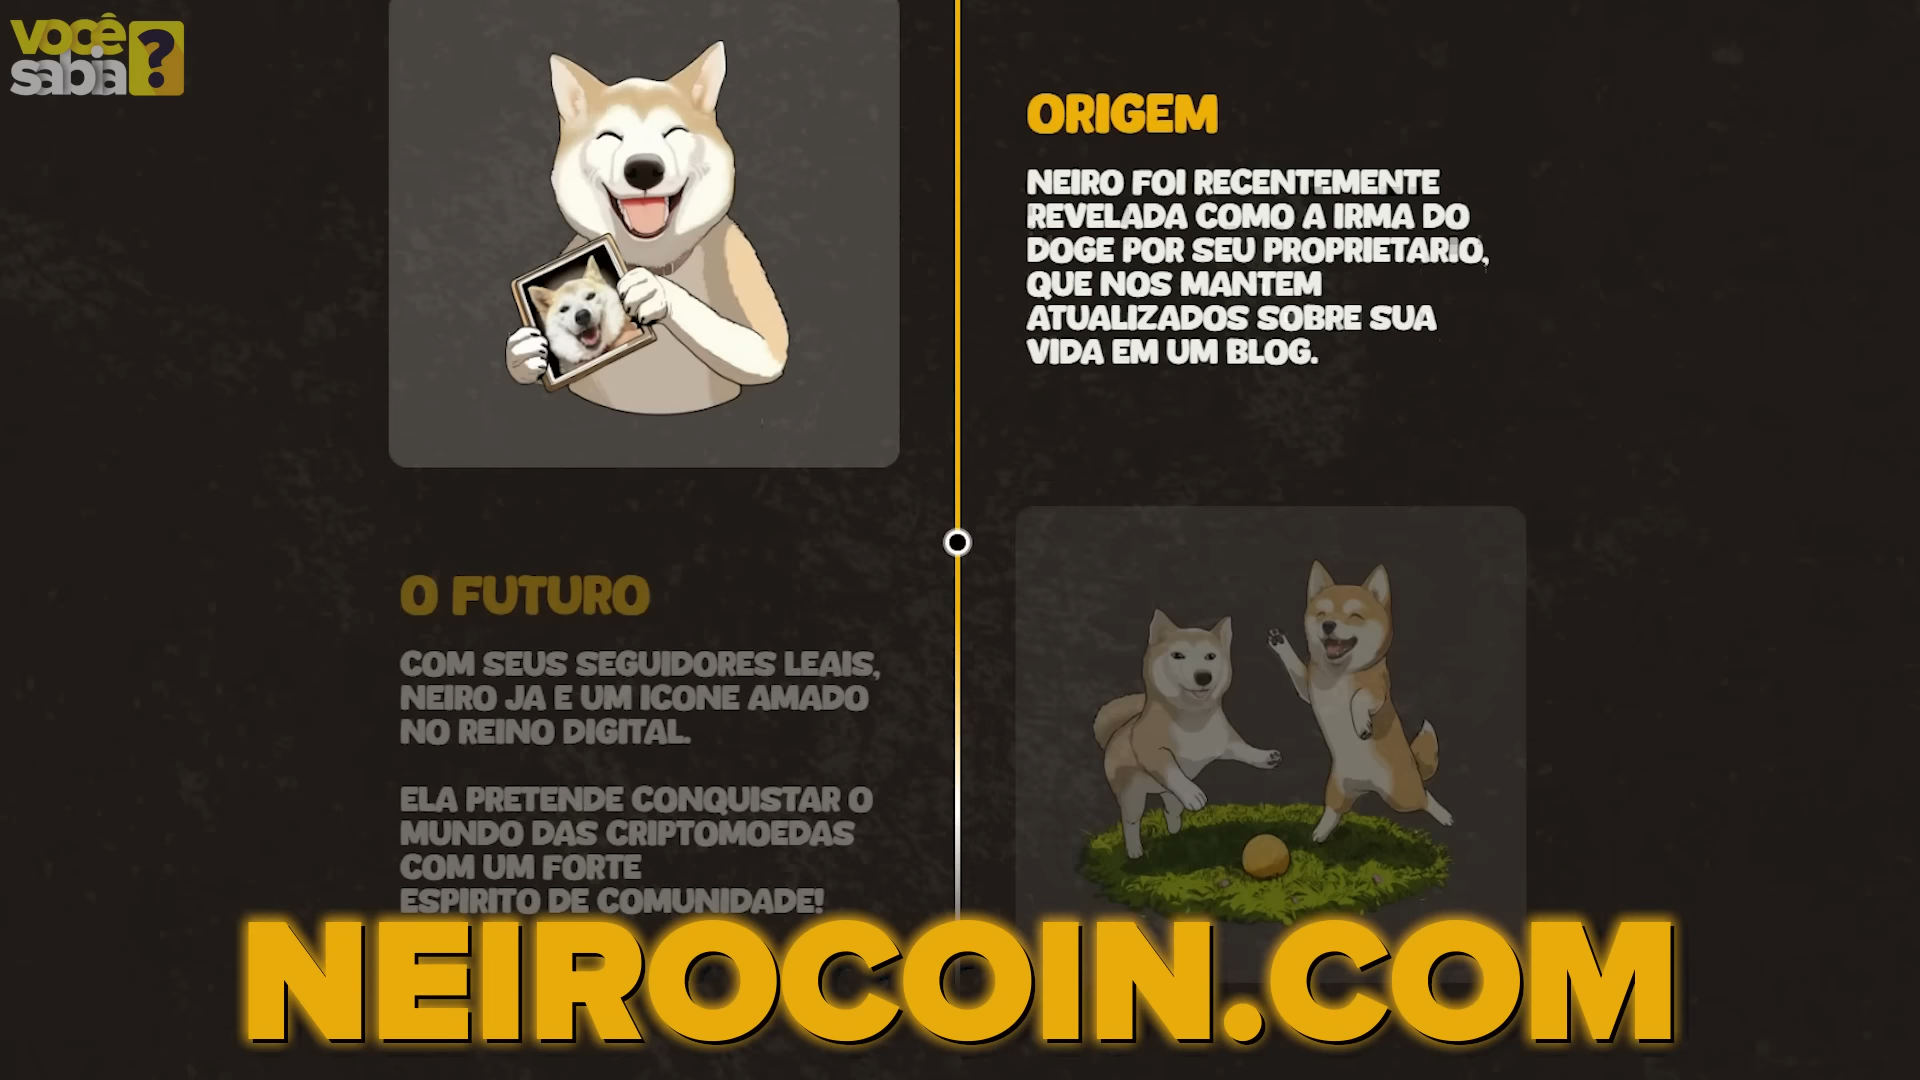 você
sabia?
ORIGEM
NEIRO FOI RECENTEMENTE
REVELADA COMO A IRMA DO
DOGE POR SEU PROPRIETARIO,
QUE NOS MANTEM
ATUALIZADOS SOBRE SUA
VIDA EM UM BLOG.
O FUTURO
COM SEUS SEGUIDORES LEAIS,
NEIRO JA E UM ICONE AMADO
NO REINO DIGITAL.
ELA PRETENDE CONQUISTAR O
MUNDO DAS CRIPTOMOEDAS
COM UM FORTE
ESPIRITO DE COMUNIDADE!
NEIROCOIN.COM